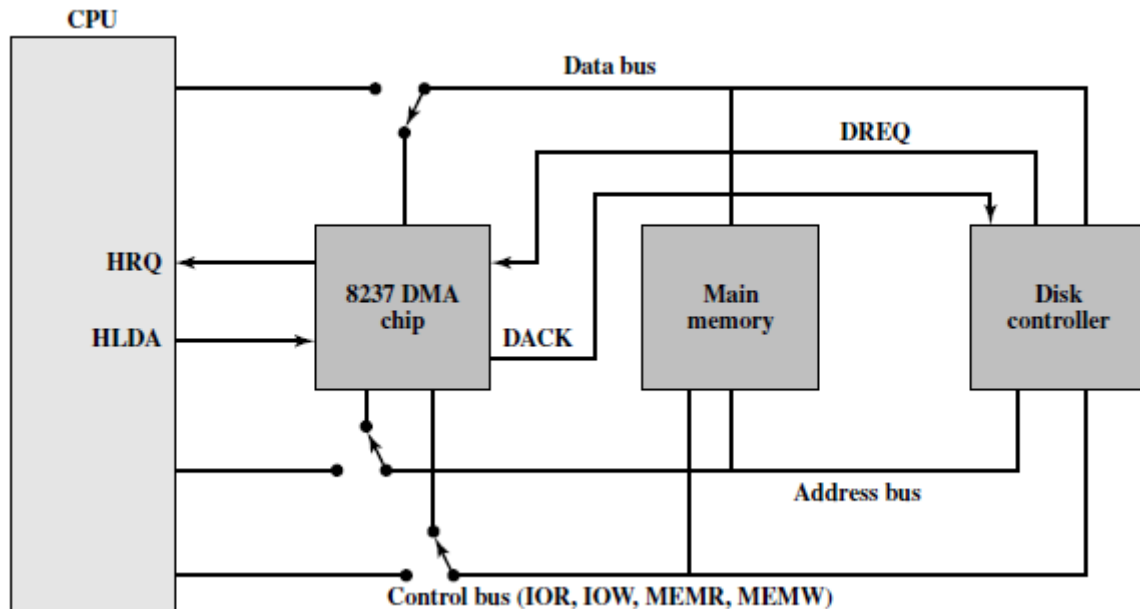 CPU
Data bus
DREQ
HRQ
8237 DMA
chip
Main
memory
Disk
controller
HLDA
DACK
Address bus
Control bus (IOR, IOW, MEMR, MEMW)